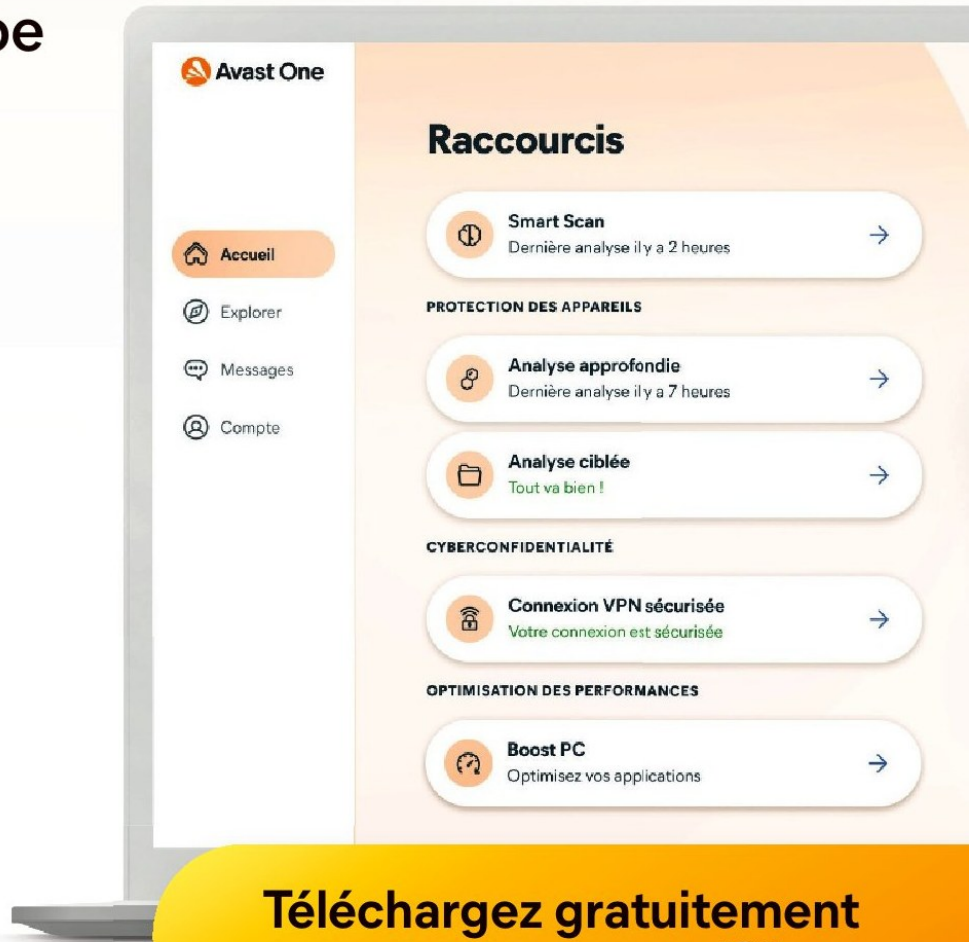 Avast One
Raccourcis
Smart Scan
Dernière analyse il y a 2 heures
Accueil
PROTECTION DES APPAREILS
Explorer
Analyse approfondie
Dernière analyse il y a 7 heures
Messages
Compte
Analyse ciblée
Tout va bien !
CYBERCONFIDENTIALITÉ
Connexion VPN sécurisée
Votre connexion est sécurisée
OPTIMISATION DES PERFORMANCES
Boost PC
Optimisez vos applications
Téléchargez gratuitement